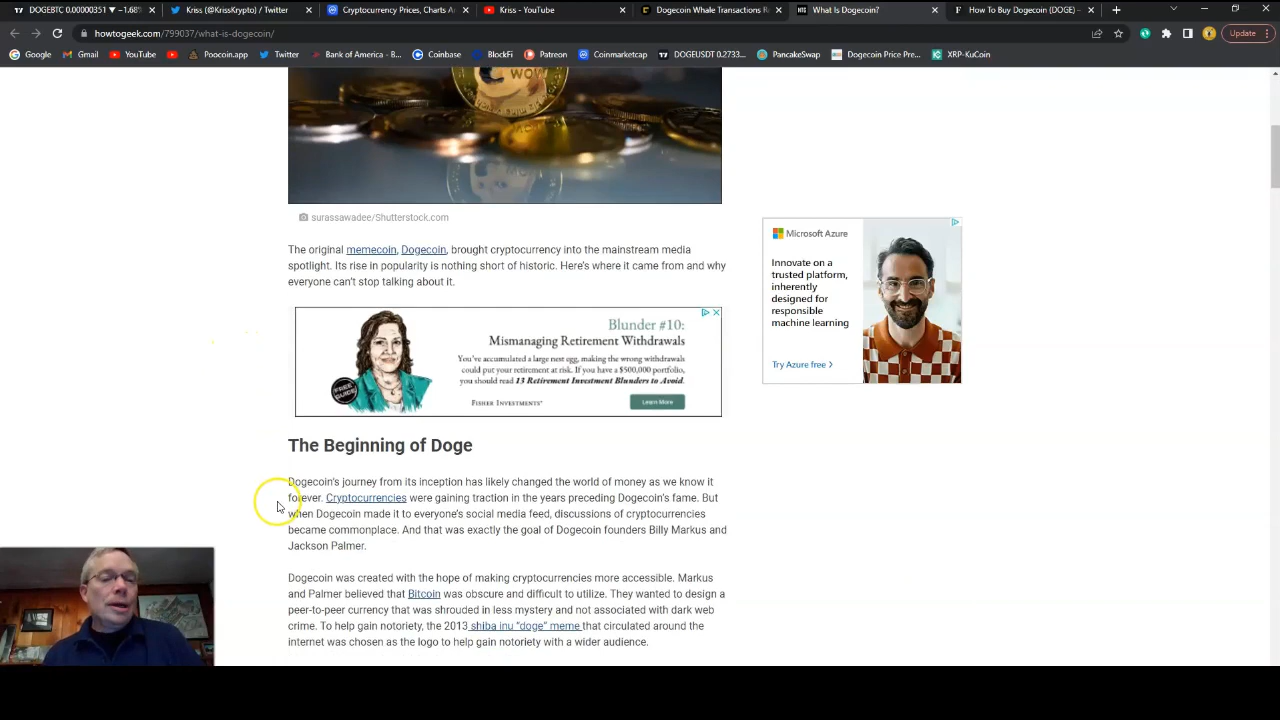 DOGEBTC 0.00000351 ▼ −1.68%
Kriss (@KrissKrypto) / Twitter
Cryptocurrency Prices, Charts A
Kriss - YouTube
Dogecoin Whale Transactions R
What Is Dogecoin?
How To Buy Dogecoin (DOGE) –
howtogeek.com/799037/what-is-dogecoin/
Update
Google
Gmail
YouTube
Poocoin.app
Twitter
Bank of America - B...
Coinbase
BlockFi
Patreon
Coinmarketcap
DOGEUSDT 0.2733...
PancakeSwap
Dogecoin Price Pre...
XRP-KuCoin
WOW
surassawadee/Shutterstock.com
The original memecoin, Dogecoin, brought cryptocurrency into the mainstream media
spotlight. Its rise in popularity is nothing short of historic. Here's where it came from and why
everyone can't stop talking about it.
Blunder #10:
Mismanaging Retirement Withdrawals
You've accumulated a large nest egg, making the wrong withdrawals
could put your retirement at risk. If you have a $500,000 portfolio,
you should read 13 Retirement Investment Blunders to Avoid.
FREE
GUIDE
FISHER INVESTMENTS
Learn More
Microsoft Azure
Innovate on a
trusted platform,
inherently
designed for
responsible
machine learning
Try Azure free
The Beginning of Doge
Dogecoin's journey from its inception has likely changed the world of money as we know it
forever. Cryptocurrencies were gaining traction in the years preceding Dogecoin's fame. But
when Dogecoin made it to everyone's social media feed, discussions of cryptocurrencies
became commonplace. And that was exactly the goal of Dogecoin founders Billy Markus and
Jackson Palmer.
Dogecoin was created with the hope of making cryptocurrencies more accessible. Markus
and Palmer believed that Bitcoin was obscure and difficult to utilize. They wanted to design a
peer-to-peer currency that was shrouded in less mystery and not associated with dark web
crime. To help gain notoriety, the 2013 shiba inu "doge" meme that circulated around the
internet was chosen as the logo to help gain notoriety with a wider audience.